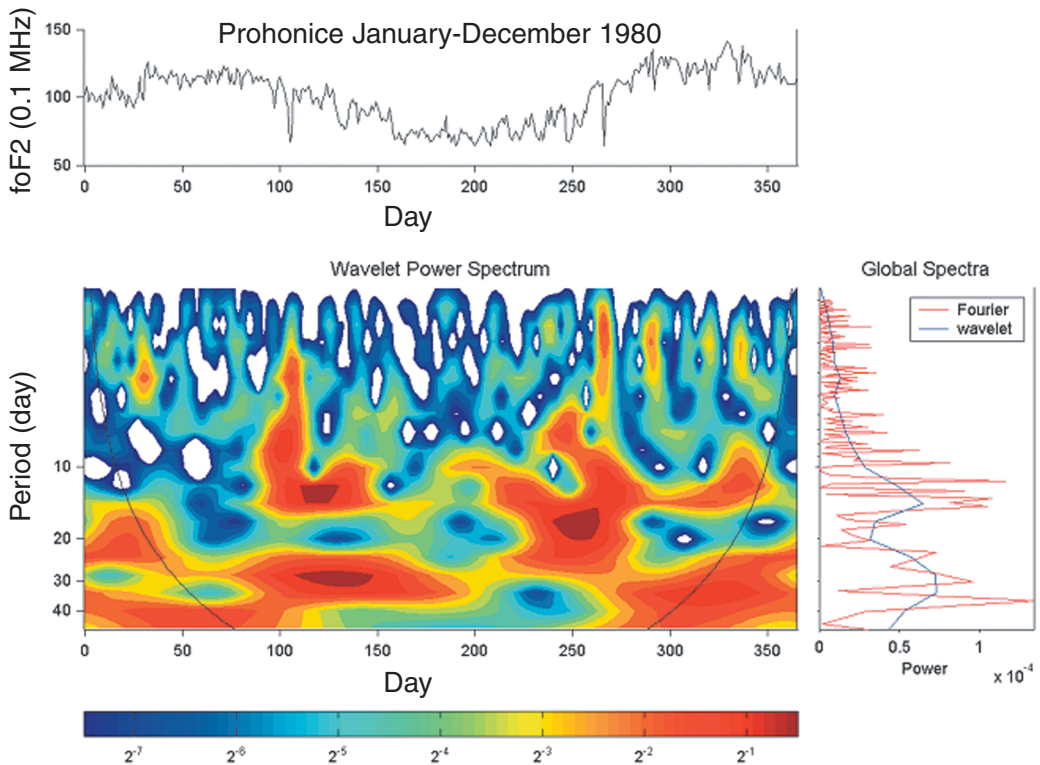 Prohonice January-December 1980
foF2 (0.1 MHz)
150
100
50
0 50 100 150 200 250 300 350
Day
Wavelet Power Spectrum
Period (day)
10
20
30
40
0 50 100 150 200 250 300 350
Day
Global Spectra
Fourier
wavelet
0 0.5 1
Power
x 10⁻⁴
2⁻⁷ 2⁻⁶ 2⁻⁵ 2⁻⁴ 2⁻³ 2⁻² 2⁻¹